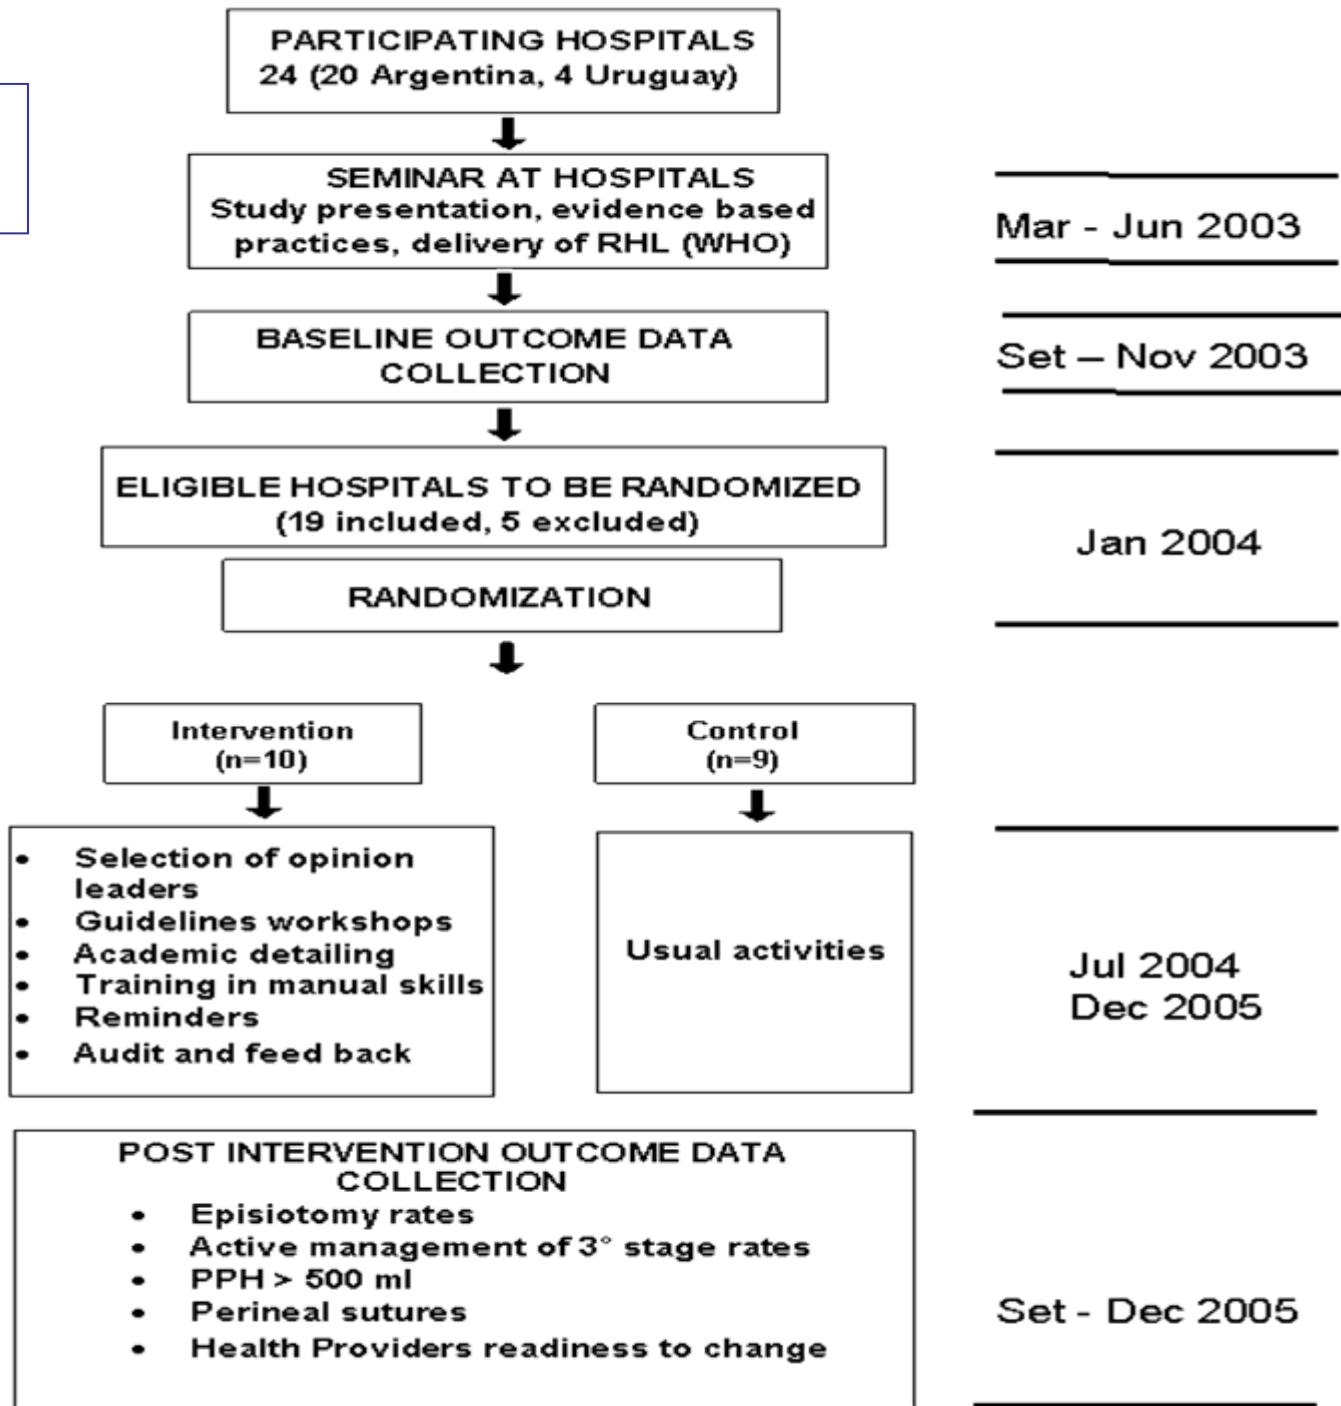 PARTICIPATING HOSPITALS
24 (20 Argentina, 4 Uruguay)
SEMINAR AT HOSPITALS
Study presentation, evidence based
practices, delivery of RHL (WHO)
Mar - Jun 2003
BASELINE OUTCOME DATA
COLLECTION
Set – Nov 2003
ELIGIBLE HOSPITALS TO BE RANDOMIZED
(19 included, 5 excluded)
Jan 2004
RANDOMIZATION
Intervention
(n=10)
Control
(n=9)
• Selection of opinion
leaders
• Guidelines workshops
• Academic detailing
• Training in manual skills
• Reminders
• Audit and feed back
Usual activities
Jul 2004
Dec 2005
POST INTERVENTION OUTCOME DATA
COLLECTION
• Episiotomy rates
• Active management of 3° stage rates
• PPH > 500 ml
• Perineal sutures
• Health Providers readiness to change
Set - Dec 2005